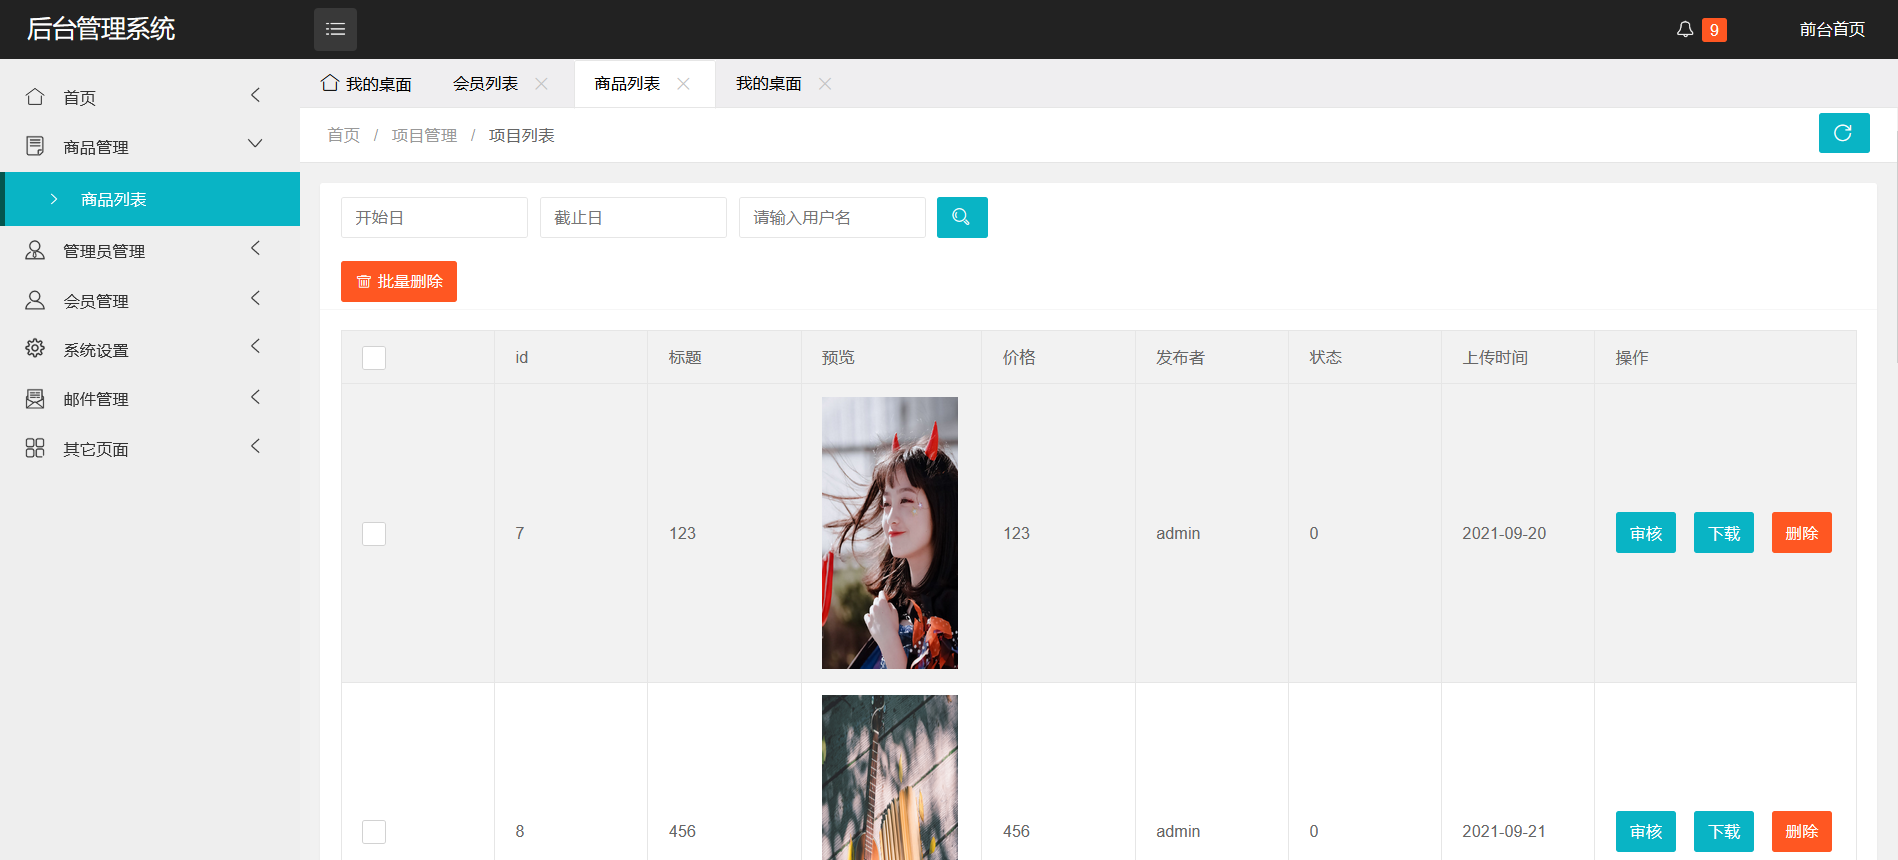 后台管理系统
9
前台首页
首页
商品管理
商品列表
管理员管理
会员管理
系统设置
邮件管理
其它页面
我的桌面 会员列表 商品列表 我的桌面
首页 / 项目管理 / 项目列表
开始日 截止日 请输入用户名
批量删除
id 标题 预览 价格 发布者 状态 上传时间 操作
7 123 123 admin 0 2021-09-20 审核 下载 删除
8 456 456 admin 0 2021-09-21 审核 下载 删除